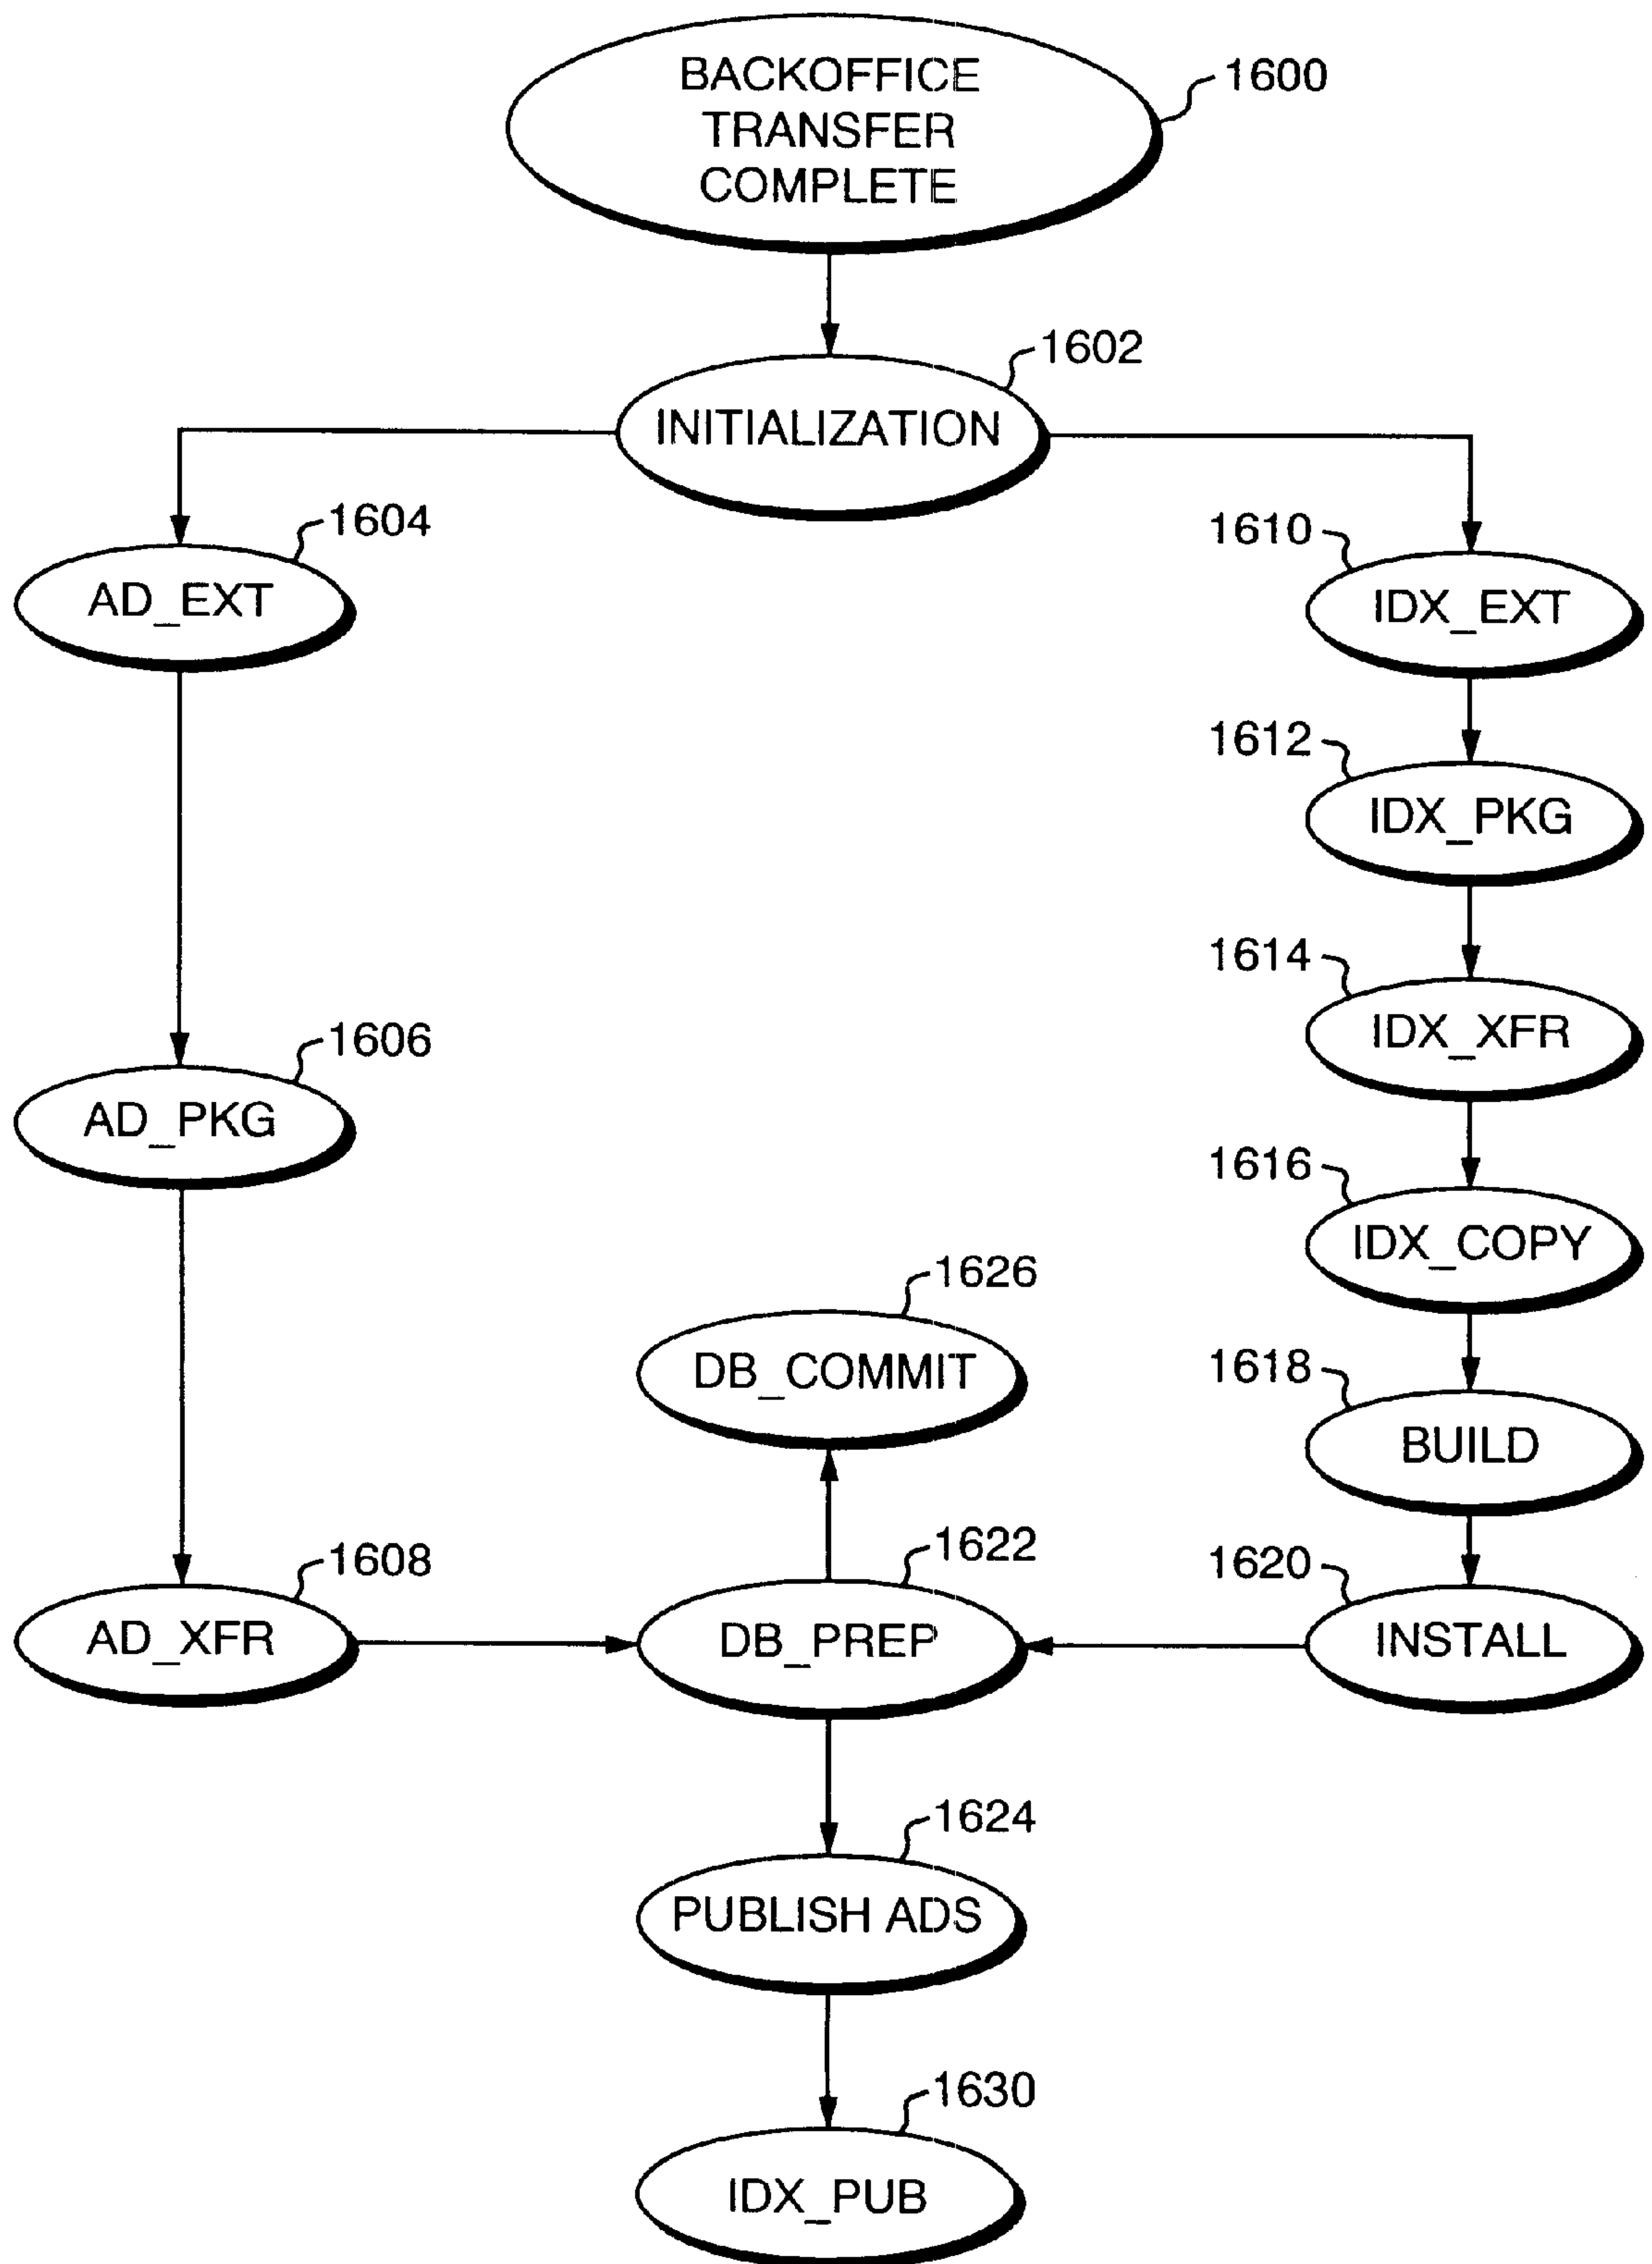 BACKOFFICE
TRANSFER
COMPLETE
1600
1602
INITIALIZATION
1604
AD_EXT
1610
IDX_EXT
1612
IDX_PKG
1614
IDX_XFR
1606
AD_PKG
1616
IDX_COPY
1626
DB_COMMIT
1618
BUILD
1608
AD_XFR
1622
DB_PREP
1620
INSTALL
1624
PUBLISH ADS
1630
IDX_PUB